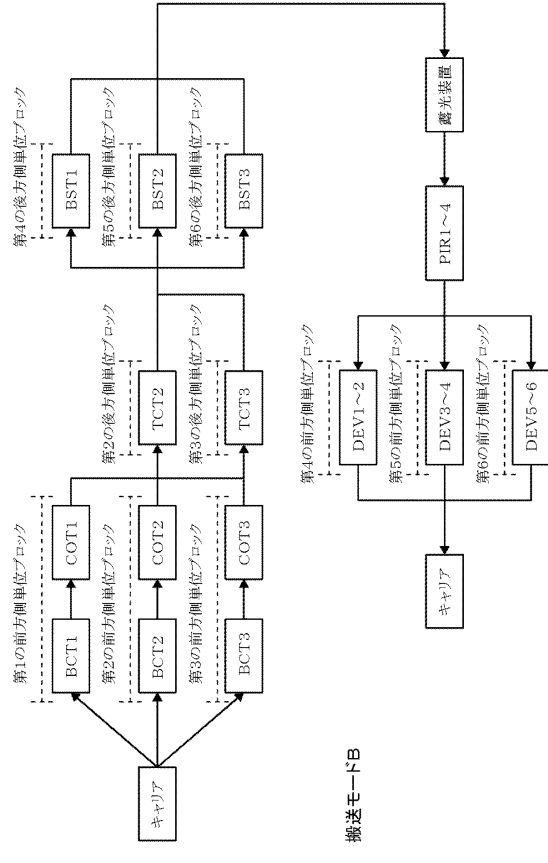 キャリア
第1の前方側単位ブロック
BCT1
COT1
第2の前方側単位ブロック
BCT2
COT2
第3の前方側単位ブロック
BCT3
COT3
第2の後方側単位ブロック
TCT2
第3の後方側単位ブロック
TCT3
第4の後方側単位ブロック
BST1
第5の後方側単位ブロック
BST2
第6の後方側単位ブロック
BST3
露光装置
PIR1～4
第4の前方側単位ブロック
DEV1～2
第5の前方側単位ブロック
DEV3～4
第6の前方側単位ブロック
DEV5～6
キャリア
搬送モードB